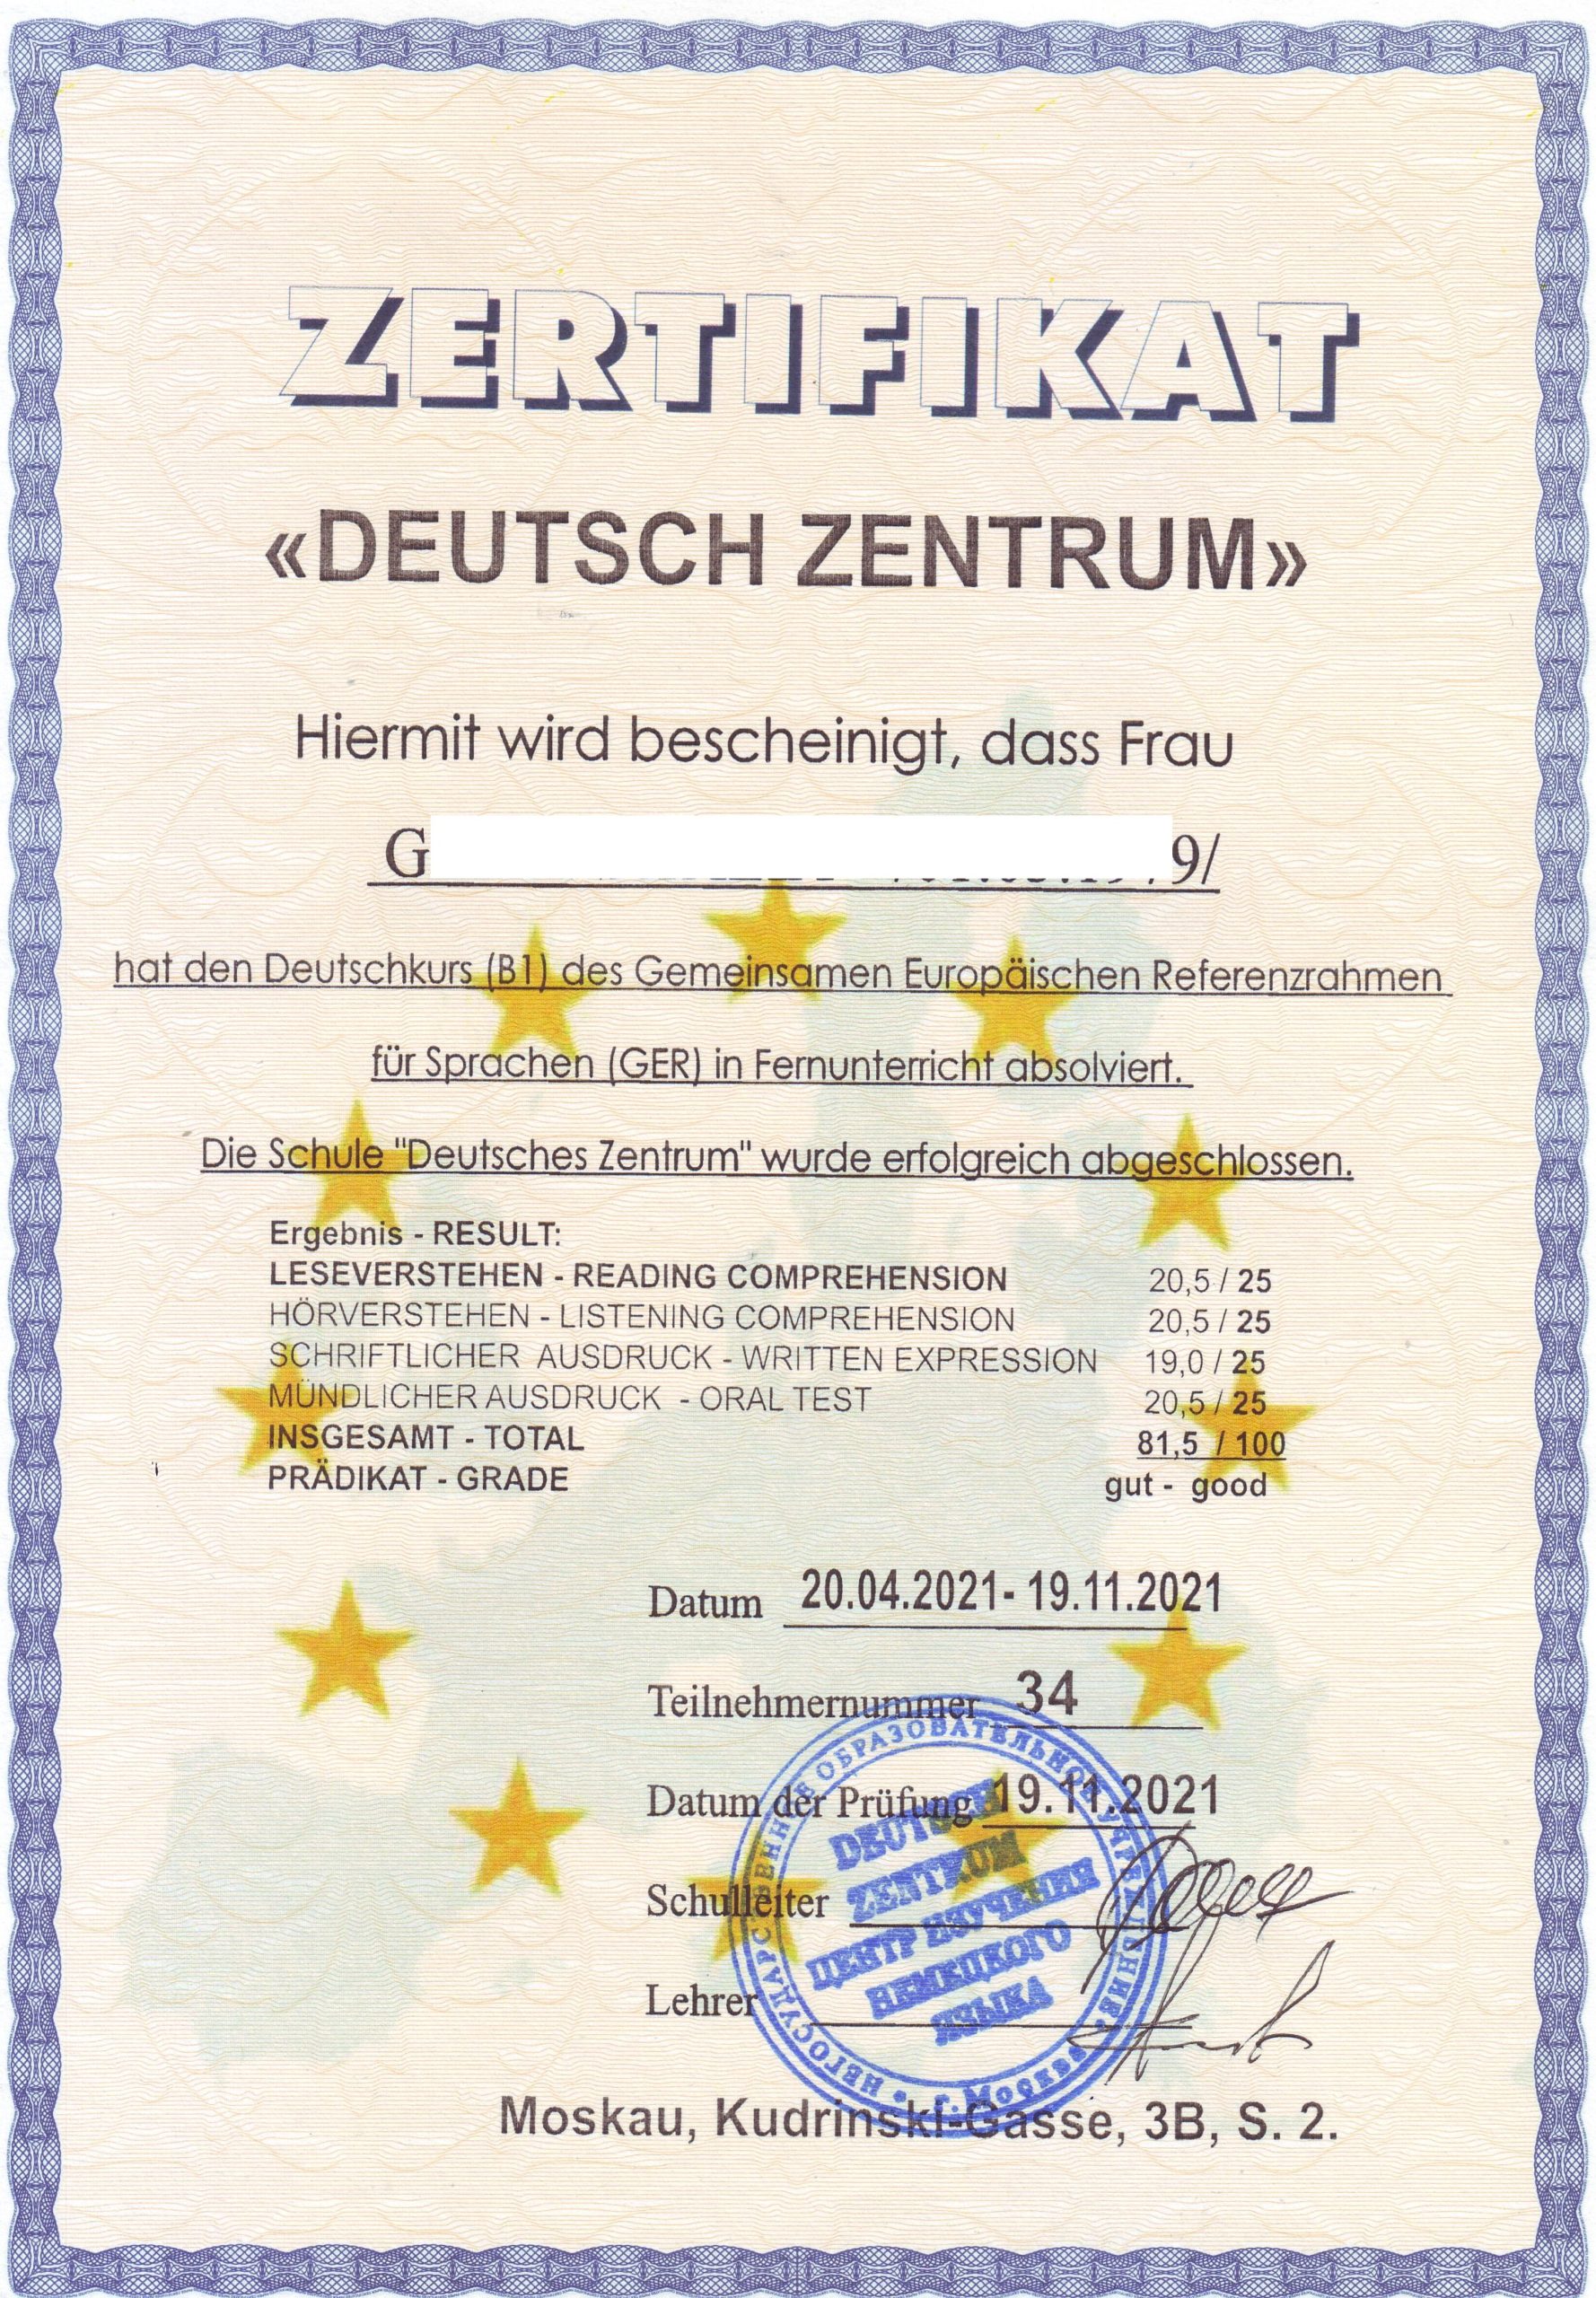 ZERTIFIKAT
«DEUTSCH ZENTRUM»
Hiermit wird bescheinigt, dass Frau
G 9/
hat den Deutschkurs (B1) des Gemeinsamen Europäischen Referenzrahmen
für Sprachen (GER) in Fernunterricht absolviert.
Die Schule "Deutsches Zentrum" wurde erfolgreich abgeschlossen.
Ergebnis - RESULT:
LESEVERSTEHEN - READING COMPREHENSION 20,5 / 25
HÖRVERSTEHEN - LISTENING COMPREHENSION 20,5 / 25
SCHRIFTLICHER AUSDRUCK - WRITTEN EXPRESSION 19,0 / 25
MÜNDLICHER AUSDRUCK - ORAL TEST 20,5 / 25
INSGESAMT - TOTAL 81,5 / 100
PRÄDIKAT - GRADE gut - good
Datum 20.04.2021- 19.11.2021
Teilnehmernummer 34
Datum der Prüfung 19.11.2021
Schulleiter
Lehrer
НЕГОСУДАРСТВЕННОЕ ОБРАЗОВАТЕЛЬНОЕ УЧРЕЖДЕНИЕ
г. Москва
DEUTSCH
ZENTRUM
ЦЕНТР ИЗУЧЕНИЯ
НЕМЕЦКОГО
ЯЗЫКА
Moskau, Kudrinski-Gasse, 3B, S. 2.